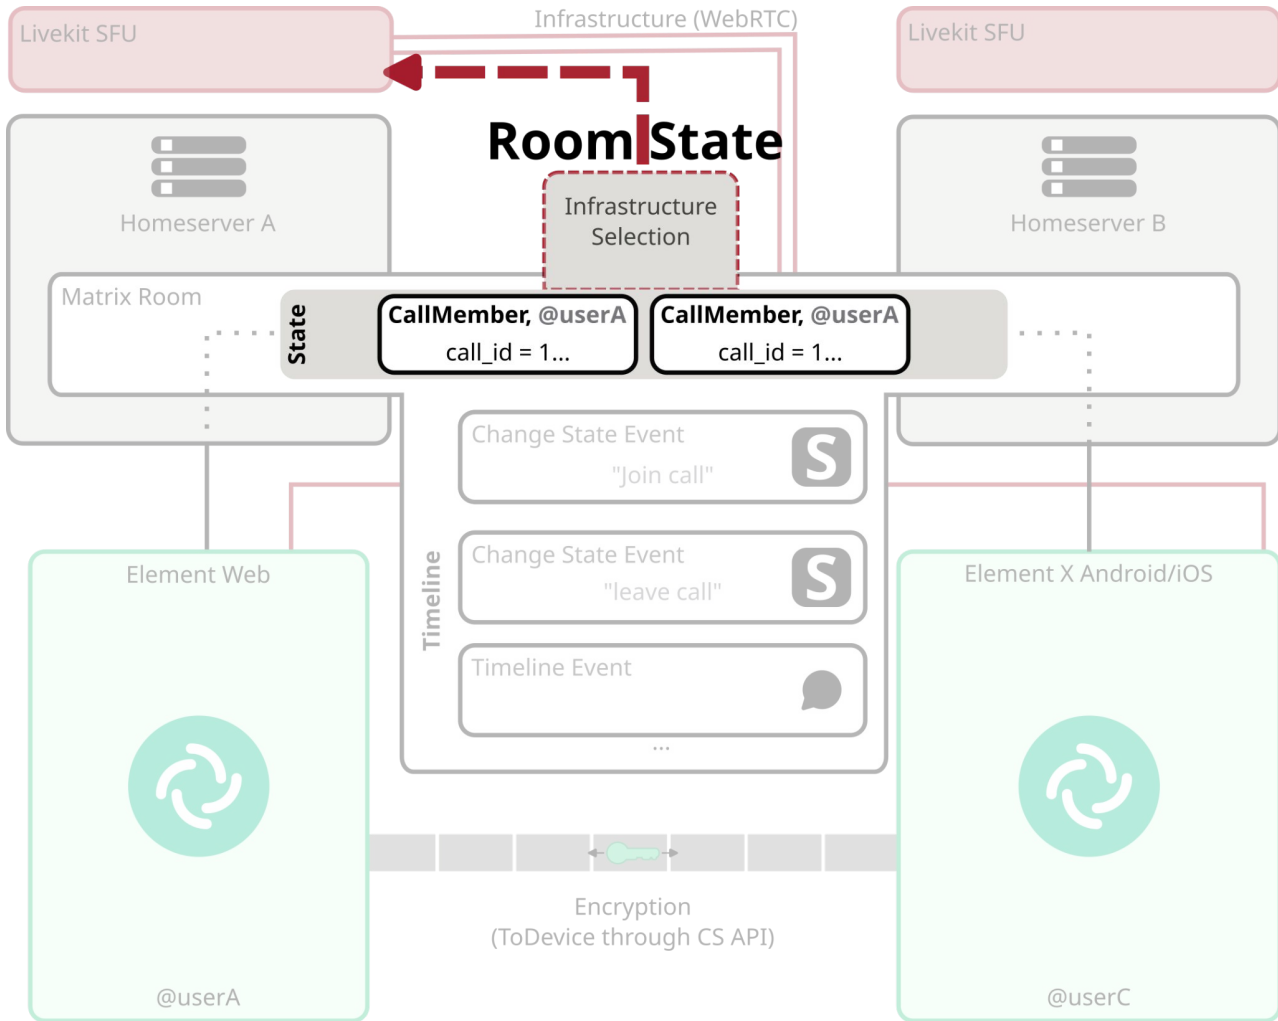 Livekit SFU
Infrastructure (WebRTC)
Livekit SFU
Room State
Homeserver A
Infrastructure
Selection
Homeserver B
Matrix Room
State
CallMember, @userA
call_id = 1...
CallMember, @userA
call_id = 1...
Change State Event
"Join call"
S
Change State Event
"leave call"
S
Timeline
Timeline Event
...
Element Web
Element X Android/iOS
Encryption
(ToDevice through CS API)
@userA
@userC